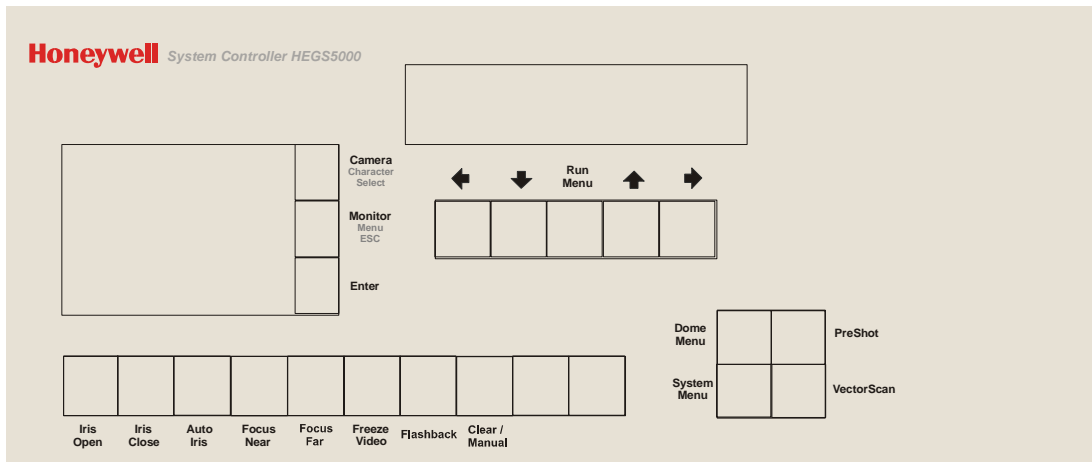 Honeywell System Controller HEGS5000
Camera
Character
Select
Monitor
Menu
ESC
Enter
Run
Menu
Dome
Menu
PreShot
System
Menu
VectorScan
Iris
Open
Iris
Close
Auto
Iris
Focus
Near
Focus
Far
Freeze
Video
Flashback
Clear /
Manual